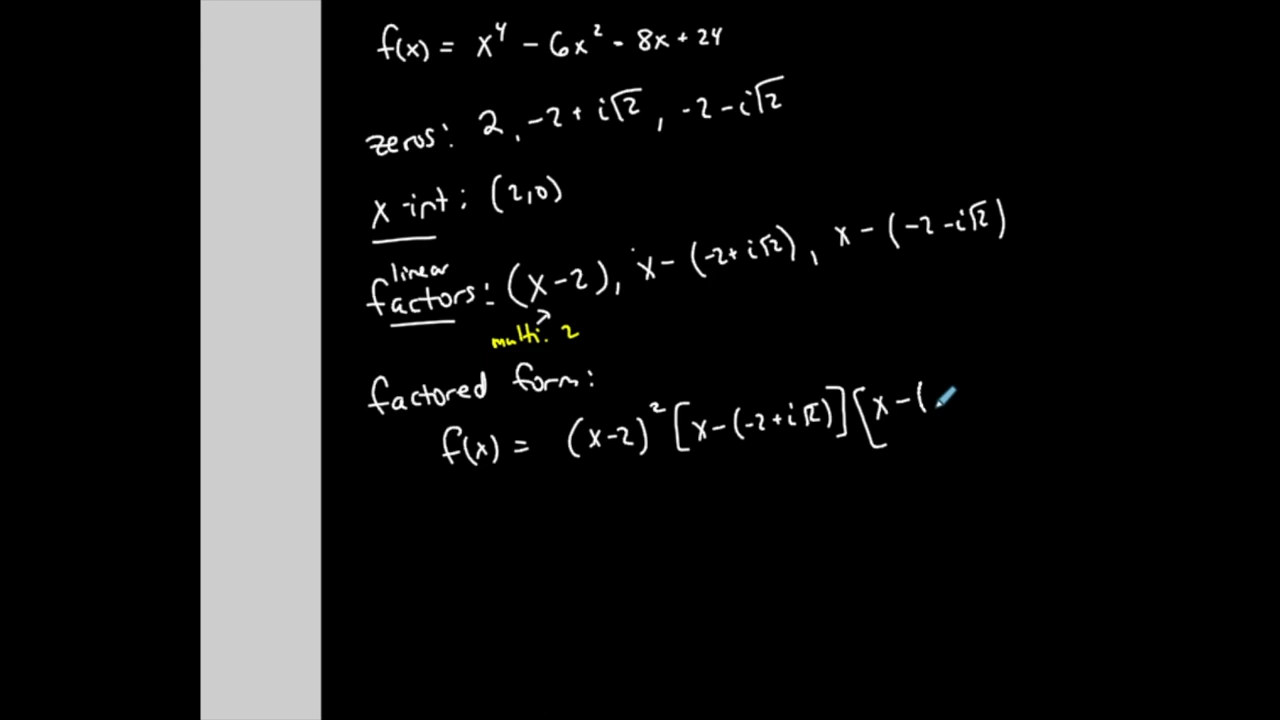 f(x) = x⁴ - 6x² - 8x + 24
zeros: 2, -2 + i√2, -2 - i√2
x-int: (2,0)
linear
factors: (x-2), x - (-2 + i√2), x - (-2 - i√2)
multi. 2
factored form:
f(x) = (x-2)² [x - (-2 + i√2)] [x - (